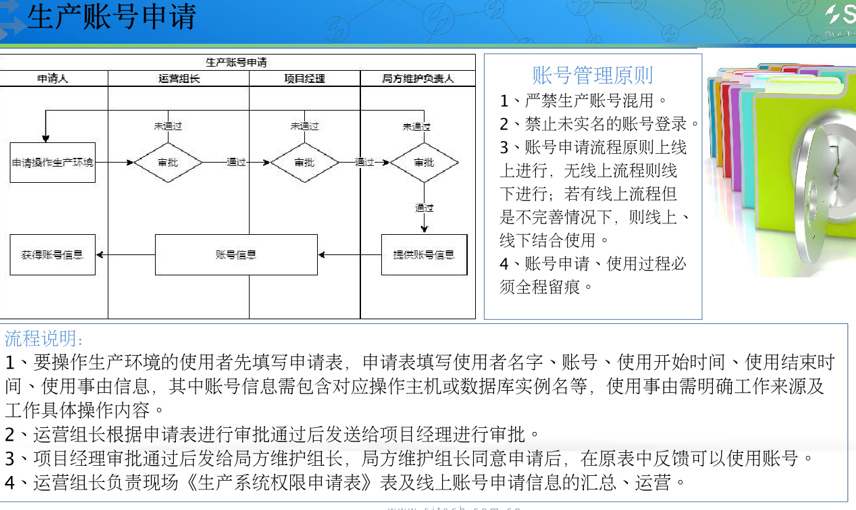 生产账号申请
S
生产账号申请
申请人
运营组长
项目经理
局方维护负责人
未通过
未通过
未通过
申请操作生产环境
审批
通过
审批
通过
审批
通过
获得账号信息
账号信息
提供账号信息
账号管理原则
1、严禁生产账号混用。
2、禁止未实名的账号登录。
3、账号申请流程原则上线
上进行，无线上流程则线
下进行；若有线上流程但
是不完善情况下，则线上、
线下结合使用。
4、账号申请、使用过程必
须全程留痕。
流程说明:
1、要操作生产环境的使用者先填写申请表，申请表填写使用者名字、账号、使用开始时间、使用结束时
间、使用事由信息，其中账号信息需包含对应操作主机或数据库实例名等，使用事由需明确工作来源及
工作具体操作内容。
2、运营组长根据申请表进行审批通过后发送给项目经理进行审批。
3、项目经理审批通过后发给局方维护组长，局方维护组长同意申请后，在原表中反馈可以使用账号。
4、运营组长负责现场《生产系统权限申请表》表及线上账号申请信息的汇总、运营。